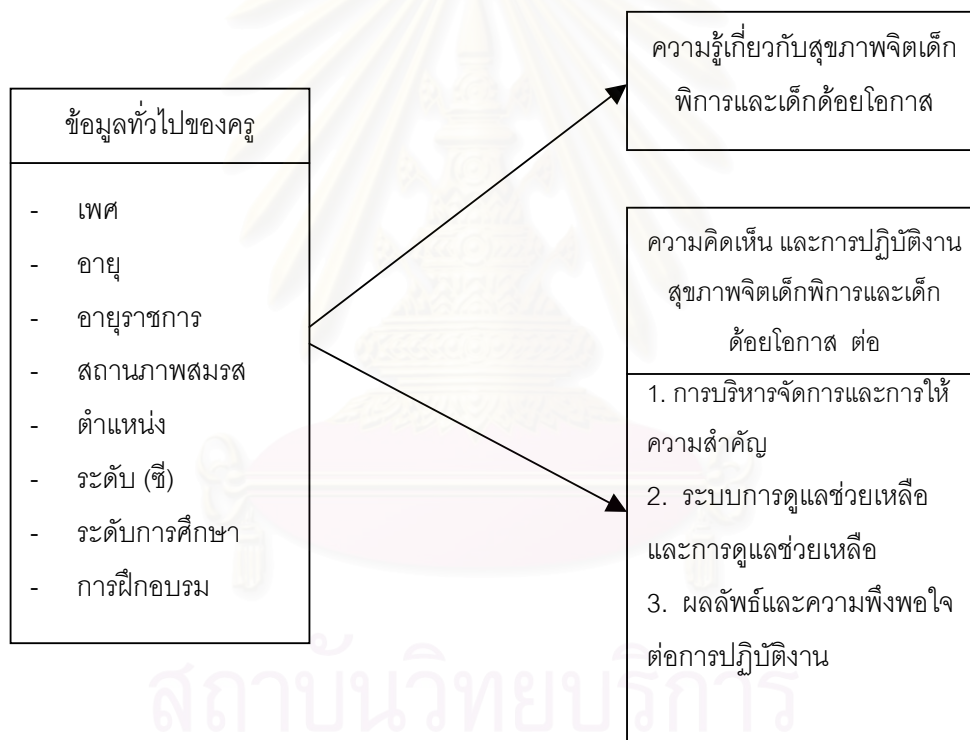 ข้อมูลทั่วไปของครู
- เพศ
- อายุ
- อายุราชการ
- สถานภาพสมรส
- ตำแหน่ง
- ระดับ (ซี)
- ระดับการศึกษา
- การฝึกอบรม
ความรู้เกี่ยวกับสุขภาพจิตเด็ก
พิการและเด็กด้อยโอกาส
ความคิดเห็น และการปฏิบัติงาน
สุขภาพจิตเด็กพิการและเด็ก
ด้อยโอกาส ต่อ
1. การบริหารจัดการและการให้
ความสำคัญ
2. ระบบการดูแลช่วยเหลือ
และการดูแลช่วยเหลือ
3. ผลลัพธ์และความพึงพอใจ
ต่อการปฏิบัติงาน
สถาบันวิทยบริการ